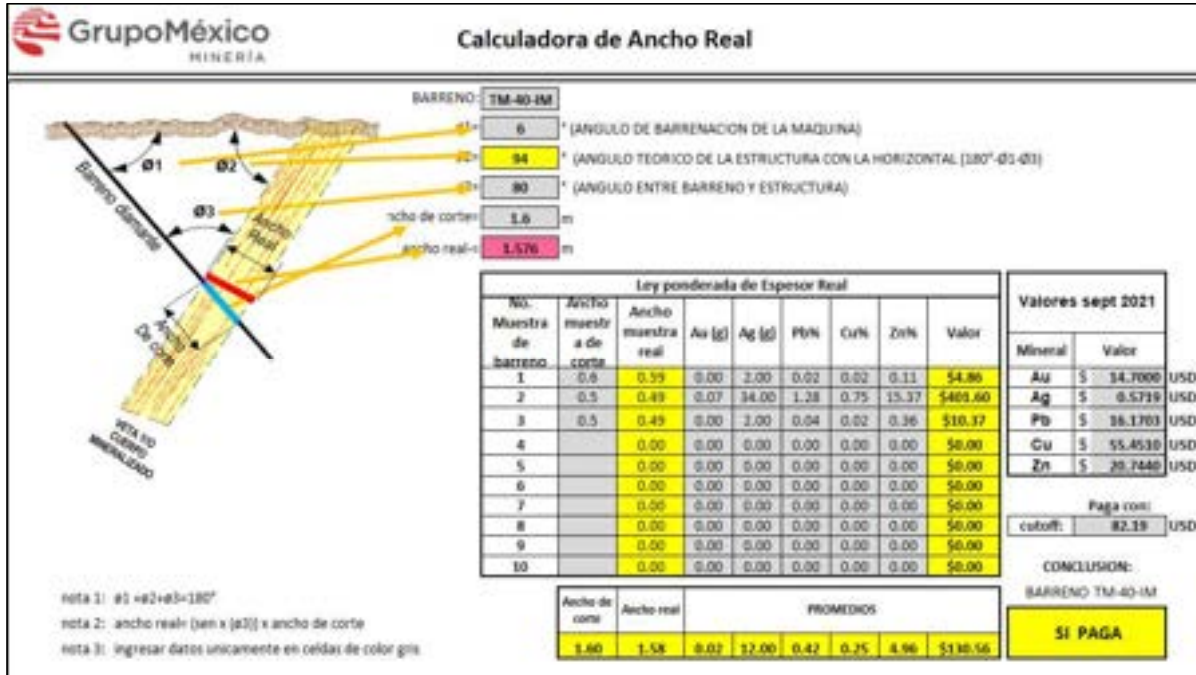 GrupoMéxico
MINERÍA
Calculadora de Ancho Real
BARRENO: TM-40-IM
6 ° (ANGULO DE BARRENACION DE LA MAQUINA)
94 ° (ANGULO TEORICO DE LA ESTRUCTURA CON LA HORIZONTAL (180°-Ø1-Ø3)
80 ° (ANGULO ENTRE BARRENO Y ESTRUCTURA)
ncho de corte= 1.6 m
ancho real= 1.576 m
Ø1
Ø2
Ø3
Barreno diamante
Ancho Real
Ancho De corte
VETA Y/O CUERPO MINERALIZADO
Ley ponderada de Espesor Real
No. Muestra de barreno Ancho muestr a de corte Ancho muestra real Au (g) Ag (g) Pb% Cu% Zn% Valor
1 0.6 0.59 0.00 2.00 0.02 0.02 0.11 $4.86
2 0.5 0.49 0.07 34.00 1.28 0.75 15.37 $401.60
3 0.5 0.49 0.00 2.00 0.04 0.02 0.36 $10.37
4 0.00 0.00 0.00 0.00 0.00 0.00 $0.00
5 0.00 0.00 0.00 0.00 0.00 0.00 $0.00
6 0.00 0.00 0.00 0.00 0.00 0.00 $0.00
7 0.00 0.00 0.00 0.00 0.00 0.00 $0.00
8 0.00 0.00 0.00 0.00 0.00 0.00 $0.00
9 0.00 0.00 0.00 0.00 0.00 0.00 $0.00
10 0.00 0.00 0.00 0.00 0.00 0.00 $0.00
Valores sept 2021
Mineral Valor
Au $ 14.7000 USD
Ag $ 0.5719 USD
Pb $ 16.1703 USD
Cu $ 55.4510 USD
Zn $ 20.7440 USD
Paga con:
cutoff: 82.19 USD
CONCLUSION:
BARRENO TM-40-IM
SI PAGA
Ancho de corte Ancho real PROMEDIOS
1.60 1.58 0.02 12.00 0.42 0.25 4.96 $130.56
nota 1: ø1 +ø2+ø3=180°
nota 2: ancho real= (sen x (ø3)) x ancho de corte
nota 3: ingresar datos unicamente en celdas de color gris